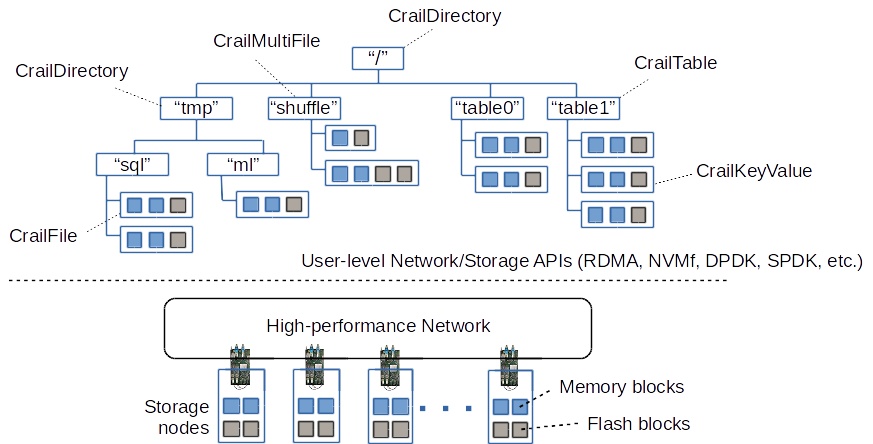 CrailDirectory
CrailMultiFile
“/”
CrailDirectory
CrailTable
“tmp”
“shuffle”
“table0”
“table1”
“sql”
“ml”
CrailKeyValue
CrailFile
User-level Network/Storage APIs (RDMA, NVMf, DPDK, SPDK, etc.)
High-performance Network
Memory blocks
Storage
nodes
Flash blocks